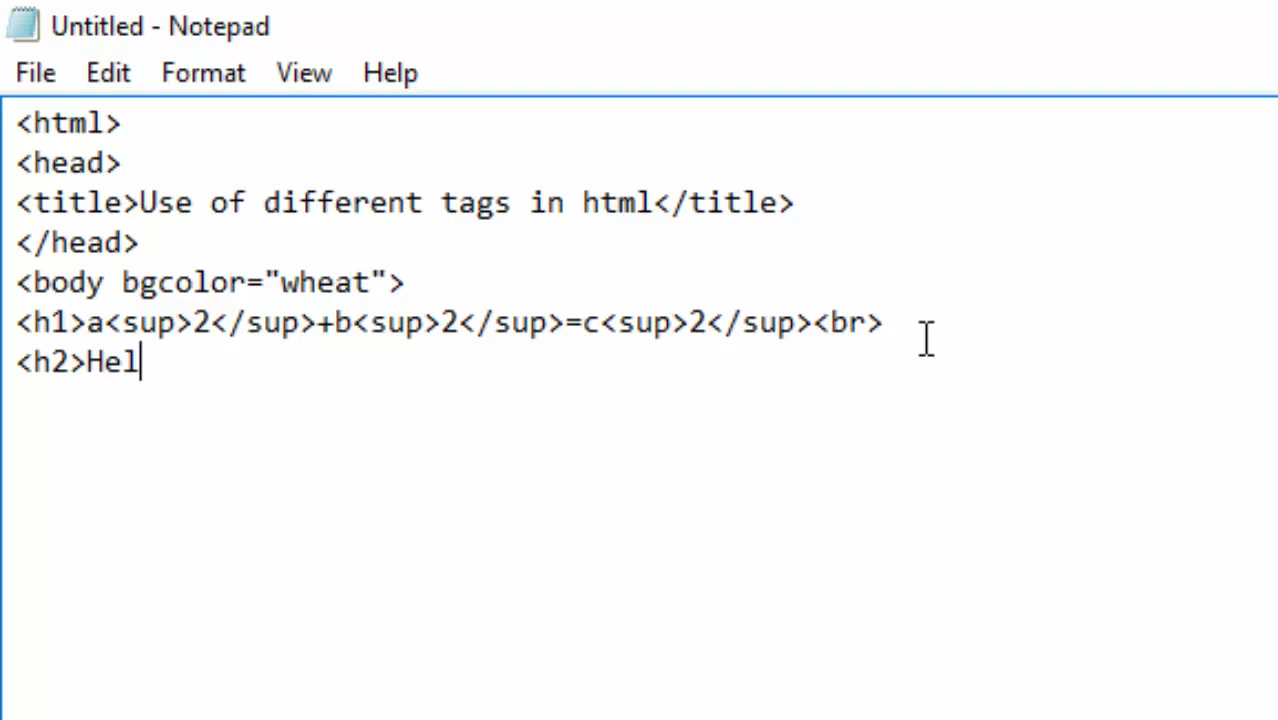 Untitled - Notepad
File Edit Format View Help
<html>
<head>
<title>Use of different tags in html</title>
</head>
<body bgcolor="wheat">
<h1>a<sup>2</sup>+b<sup>2</sup>=c<sup>2</sup><br>
<h2>Hel